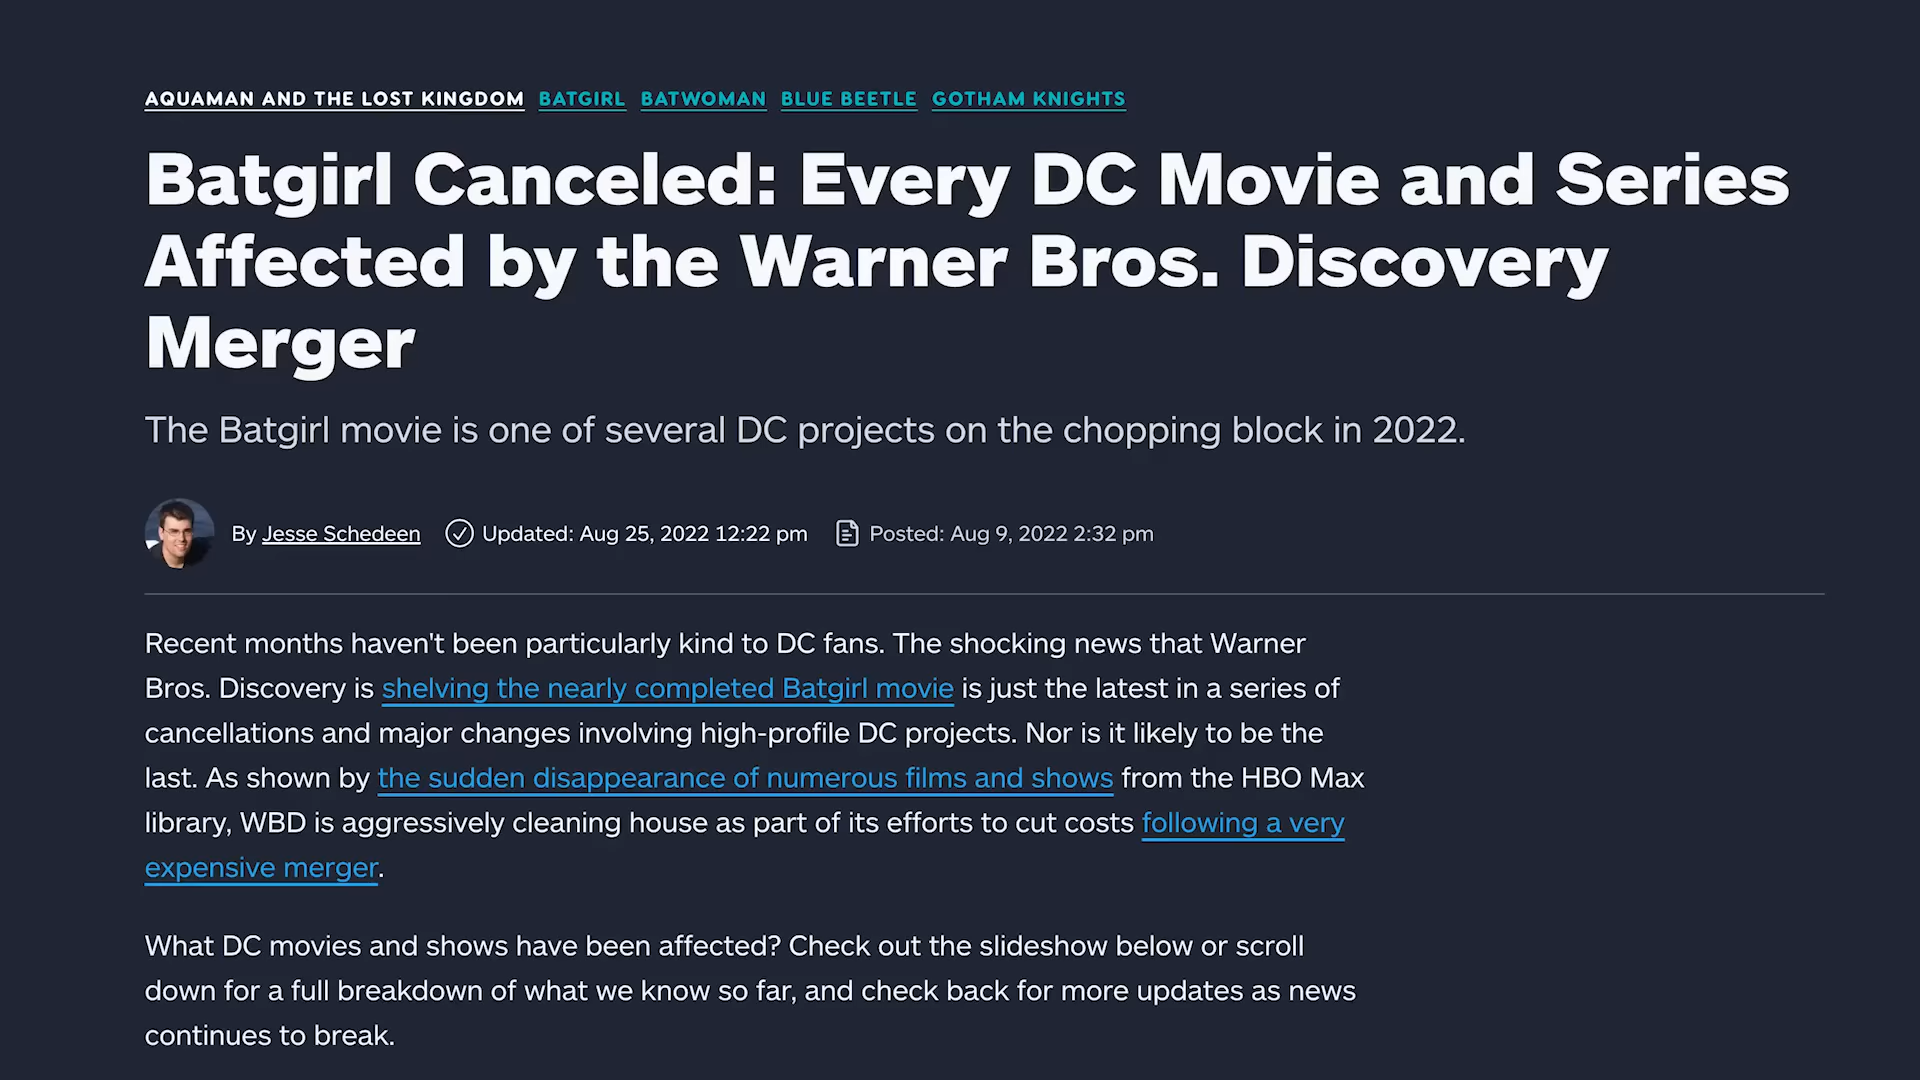 AQUAMAN AND THE LOST KINGDOM BATGIRL BATWOMAN BLUE BEETLE GOTHAM KNIGHTS
Batgirl Canceled: Every DC Movie and Series
Affected by the Warner Bros. Discovery
Merger
The Batgirl movie is one of several DC projects on the chopping block in 2022.
By Jesse Schedeen Updated: Aug 25, 2022 12:22 pm Posted: Aug 9, 2022 2:32 pm
Recent months haven't been particularly kind to DC fans. The shocking news that Warner
Bros. Discovery is shelving the nearly completed Batgirl movie is just the latest in a series of
cancellations and major changes involving high-profile DC projects. Nor is it likely to be the
last. As shown by the sudden disappearance of numerous films and shows from the HBO Max
library, WBD is aggressively cleaning house as part of its efforts to cut costs following a very
expensive merger.
What DC movies and shows have been affected? Check out the slideshow below or scroll
down for a full breakdown of what we know so far, and check back for more updates as news
continues to break.